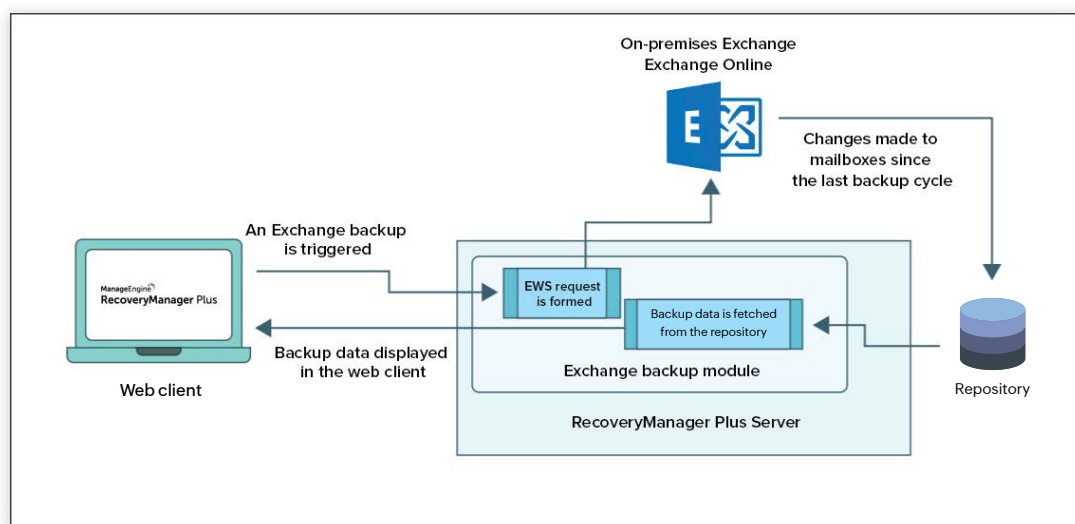 On-premises Exchange
Exchange Online
Changes made to
mailboxes since
the last backup cycle
An Exchange backup
is triggered
ManageEngine
RecoveryManager Plus
EWS request
is formed
Backup data is fetched
from the repository
Backup data displayed
in the web client
Exchange backup module
Web client
Repository
RecoveryManager Plus Server
E